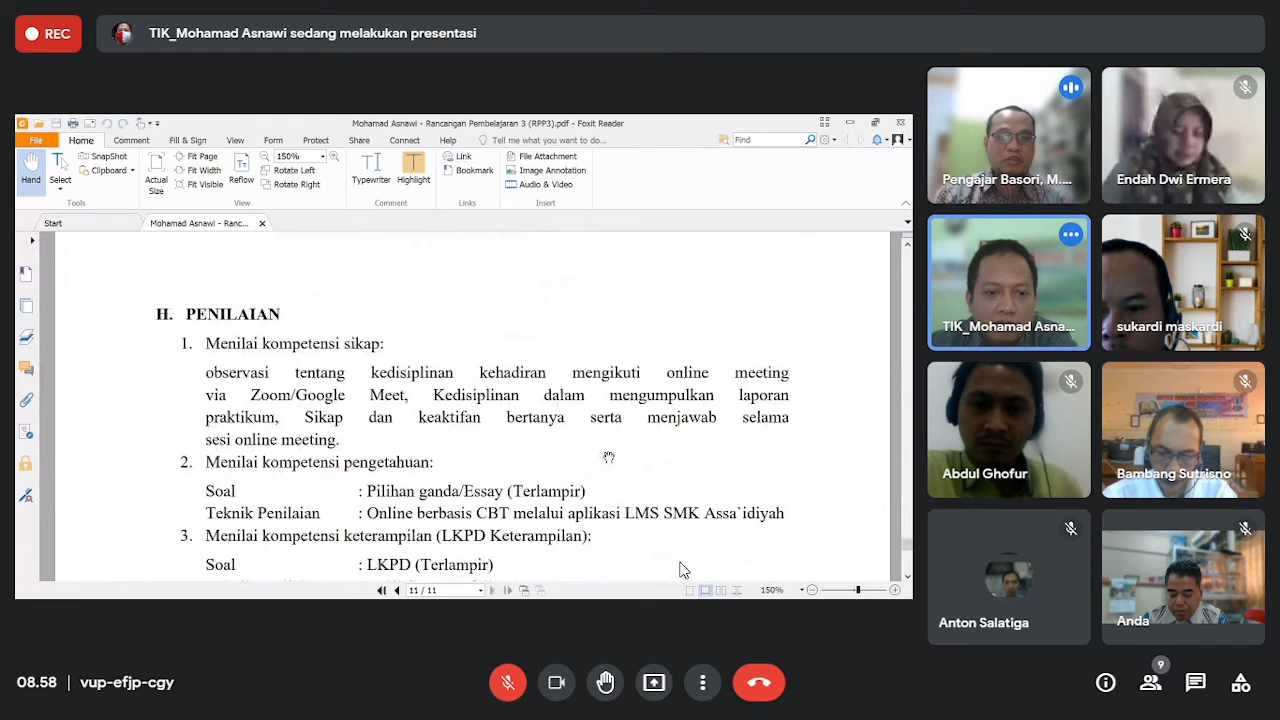 REC
TIK_Mohamad Asnawi sedang melakukan presentasi
Mohamad Asnawi - Rancangan Pembelajaran 3 (RPP3).pdf - Foxit Reader
File Home Fill & Sign View Form Protect Share Connect Help Tell me what you want to do... Find
Hand
Select
SnapShot
Clipboard
Tools
Actual Size
Fit Page
Fit Width
Fit Visible
Reflow
150%
Rotate Left
Rotate Right
View
Typewriter
Highlight
Comment
Link
Bookmark
Links
File Attachment
Image Annotation
Audio & Video
Insert
Start
Mohamad Asnawi - Ranc...
H. PENILAIAN
1. Menilai kompetensi sikap:
observasi tentang kedisiplinan kehadiran mengikuti online meeting
via Zoom/Google Meet, Kedisiplinan dalam mengumpulkan laporan
praktikum, Sikap dan keaktifan bertanya serta menjawab selama
sesi online meeting.
2. Menilai kompetensi pengetahuan:
Soal : Pilihan ganda/Essay (Terlampir)
Teknik Penilaian : Online berbasis CBT melalui aplikasi LMS SMK Assa`idiyah
3. Menilai kompetensi keterampilan (LKPD Keterampilan):
Soal : LKPD (Terlampir)
11 / 11
150%
Pengajar Basori, M....
Endah Dwi Ermera
TIK_Mohamad Asna...
sukardi maskardi
Abdul Ghofur
Bambang Sutrisno
Anton Salatiga
Anda
08.58 | vup-efjp-cgy
9